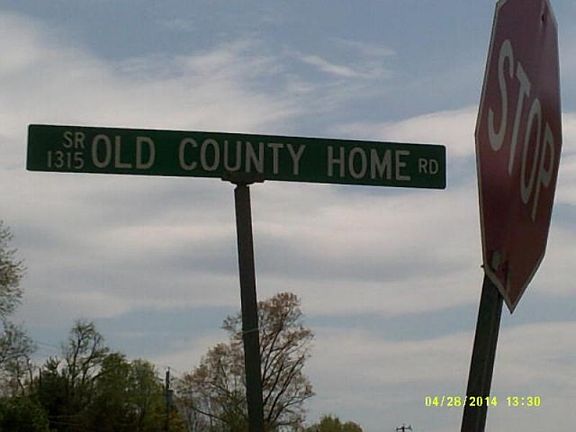 SR
1315 OLD COUNTY HOME RD
STOP
04/28/2014 13:30